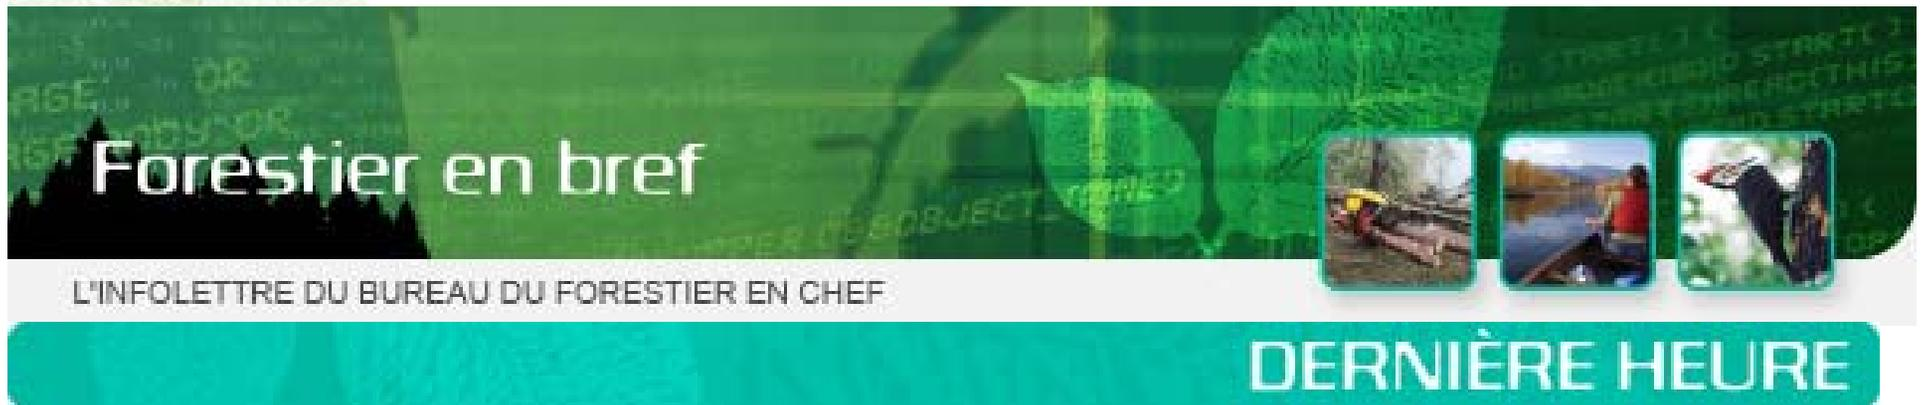 Forestier en bref
L'INFOLETTRE DU BUREAU DU FORESTIER EN CHEF
DERNIÈRE HEURE